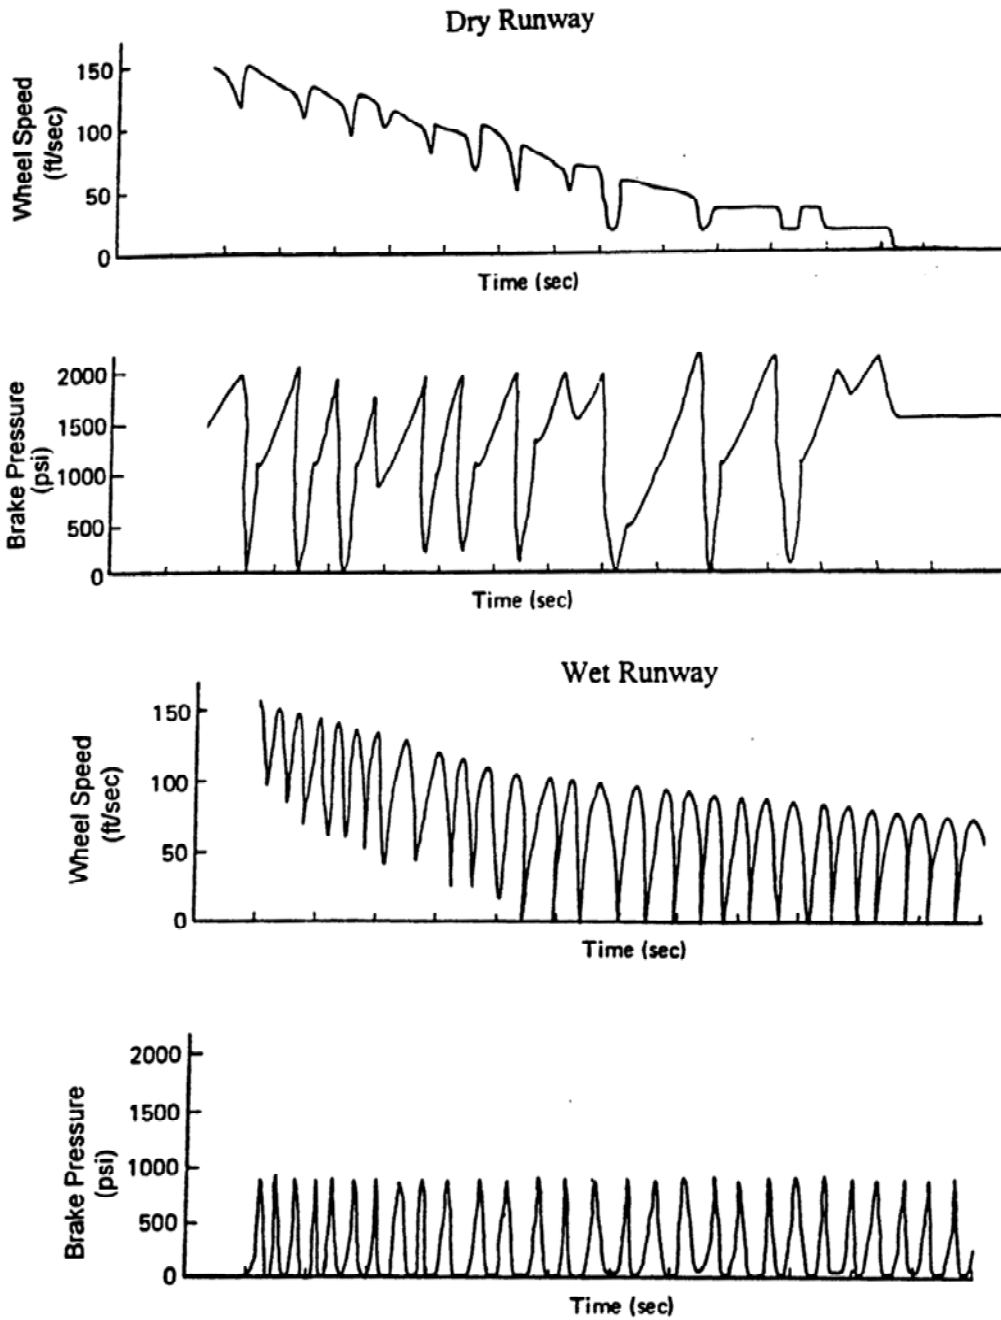 Dry Runway
Wheel Speed
(ft/sec)
150
100
50
0
Time (sec)
Brake Pressure
(psi)
2000
1500
1000
500
0
Time (sec)
Wet Runway
Wheel Speed
(ft/sec)
150
100
50
0
Time (sec)
Brake Pressure
(psi)
2000
1500
1000
500
0
Time (sec)